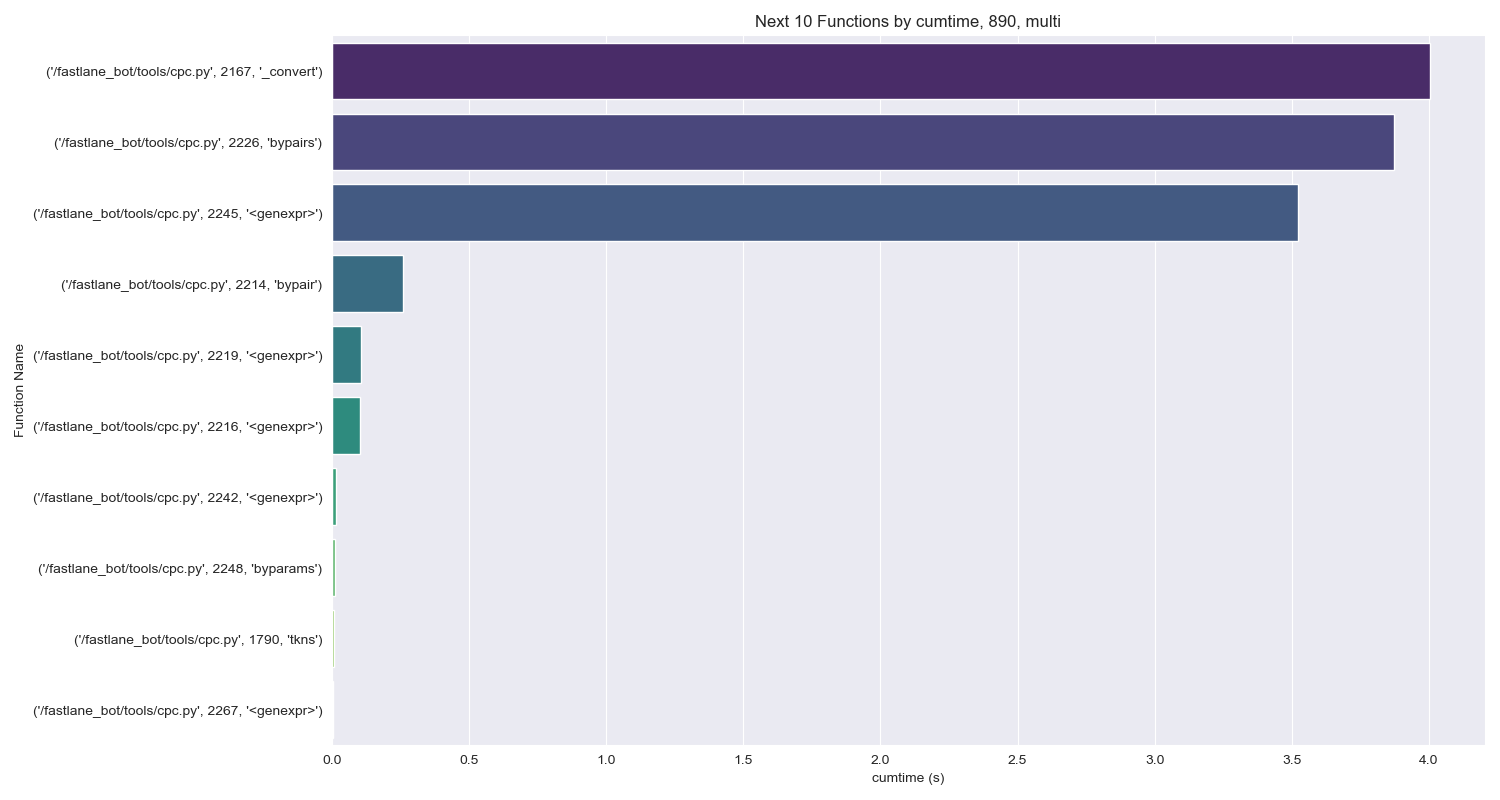 Next 10 Functions by cumtime, 890, multi
('/fastlane_bot/tools/cpc.py', 2167, '_convert')
('/fastlane_bot/tools/cpc.py', 2226, 'bypairs')
('/fastlane_bot/tools/cpc.py', 2245, '<genexpr>')
('/fastlane_bot/tools/cpc.py', 2214, 'bypair')
('/fastlane_bot/tools/cpc.py', 2219, '<genexpr>')
('/fastlane_bot/tools/cpc.py', 2216, '<genexpr>')
('/fastlane_bot/tools/cpc.py', 2242, '<genexpr>')
('/fastlane_bot/tools/cpc.py', 2248, 'byparams')
('/fastlane_bot/tools/cpc.py', 1790, 'tkns')
('/fastlane_bot/tools/cpc.py', 2267, '<genexpr>')
Function Name
0.0 0.5 1.0 1.5 2.0 2.5 3.0 3.5 4.0
cumtime (s)